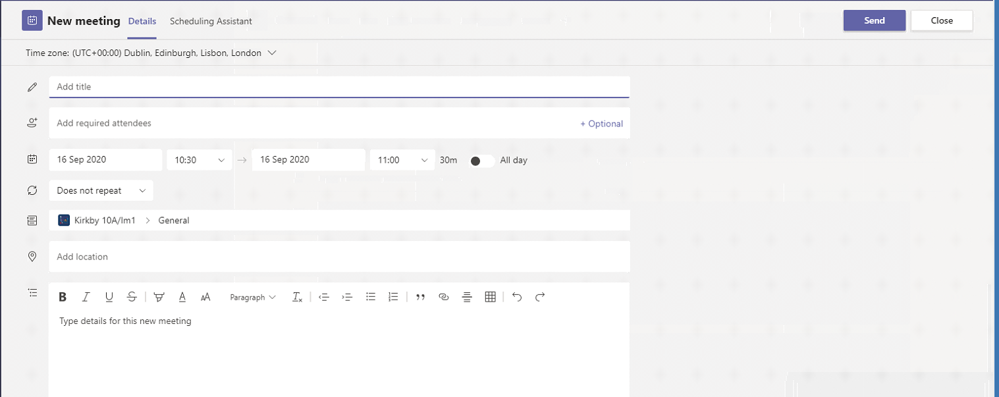 New meeting Details Scheduling Assistant Send Close
Time zone: (UTC+00:00) Dublin, Edinburgh, Lisbon, London
Add title
Add required attendees + Optional
16 Sep 2020 10:30 → 16 Sep 2020 11:00 30m All day
Does not repeat
Kirkby 10A/Im1 > General
Add location
B I U S A AA Paragraph Tx
Type details for this new meeting